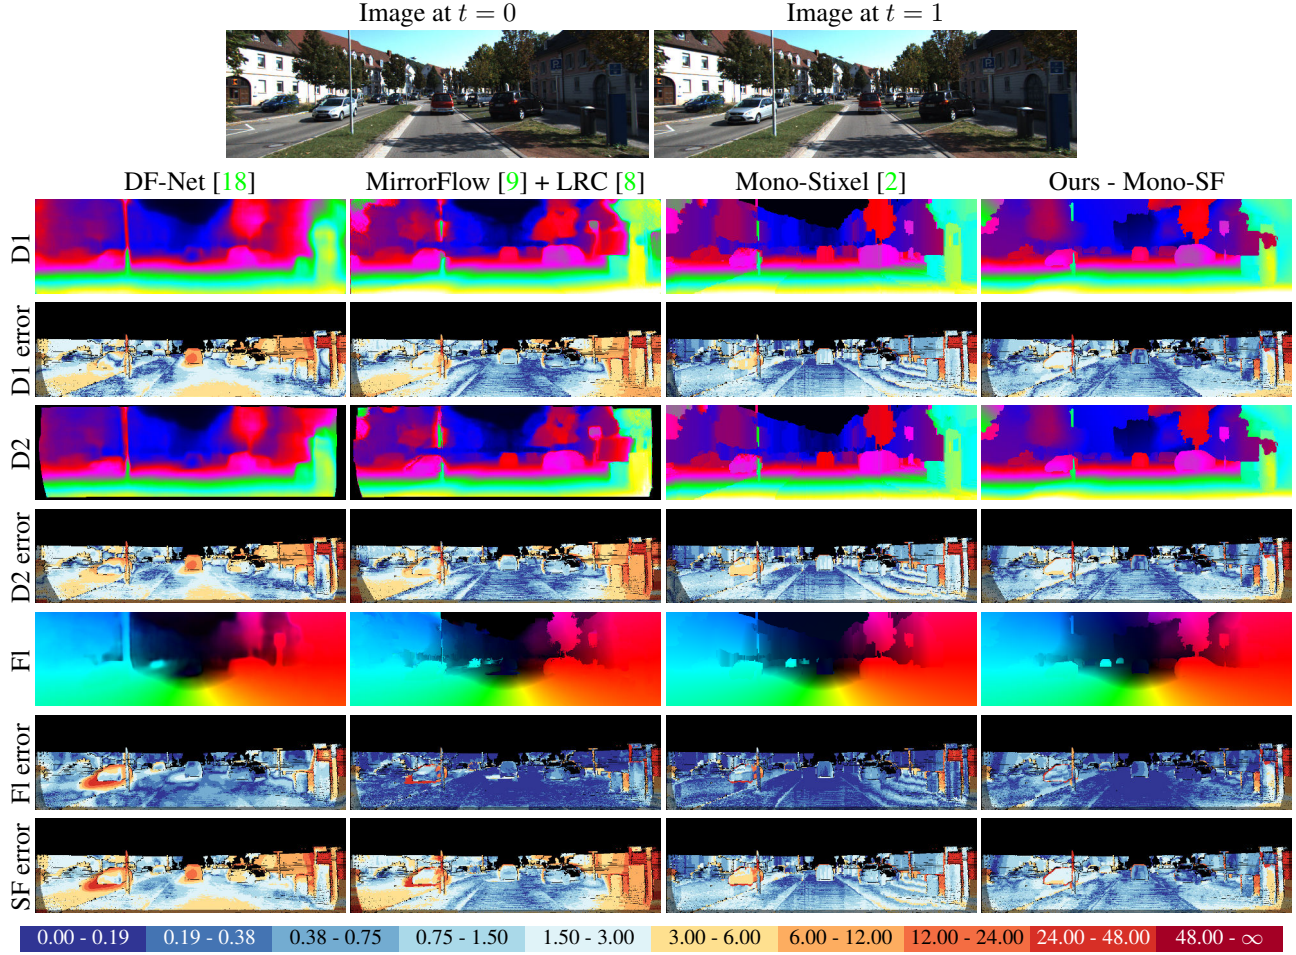 Image at t = 0
Image at t = 1
DF-Net [18]
MirrorFlow [9] + LRC [8]
Mono-Stixel [2]
Ours - Mono-SF
D1
D1 error
D2
D2 error
Fl
Fl error
SF error
0.00 - 0.19
0.19 - 0.38
0.38 - 0.75
0.75 - 1.50
1.50 - 3.00
3.00 - 6.00
6.00 - 12.00
12.00 - 24.00
24.00 - 48.00
48.00 - ∞